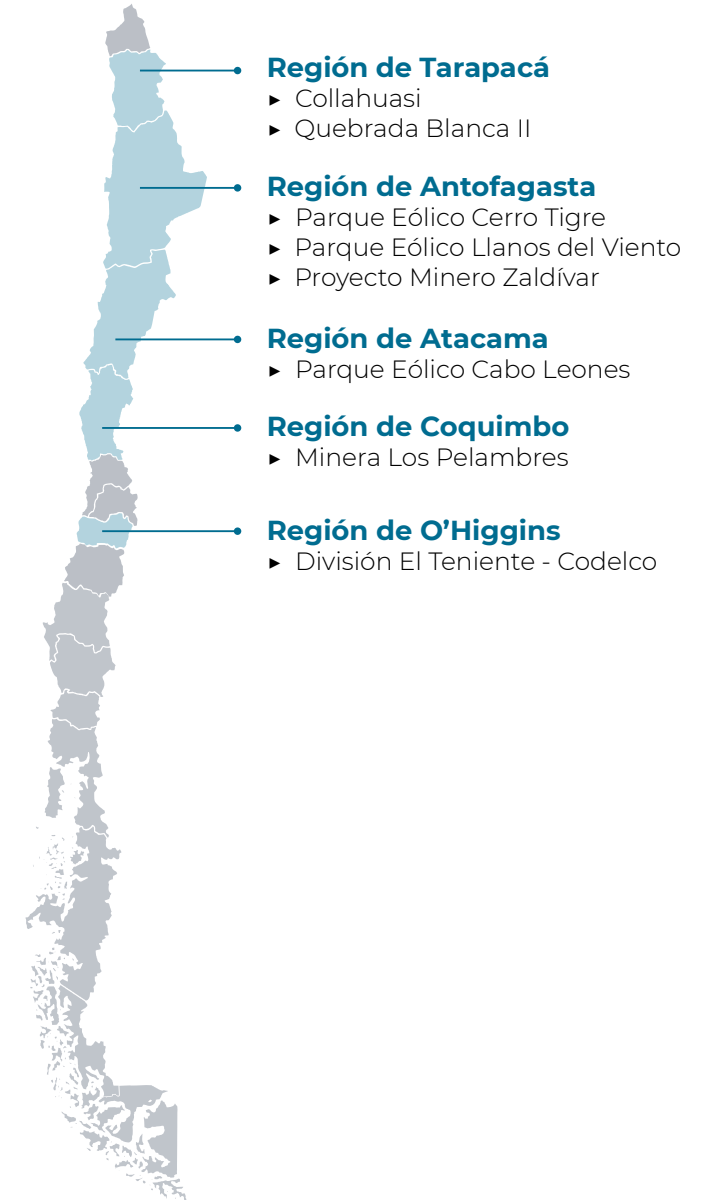 Región de Tarapacá
▸ Collahuasi
▸ Quebrada Blanca II
Región de Antofagasta
▸ Parque Eólico Cerro Tigre
▸ Parque Eólico Llanos del Viento
▸ Proyecto Minero Zaldívar
Región de Atacama
▸ Parque Eólico Cabo Leones
Región de Coquimbo
▸ Minera Los Pelambres
Región de O’Higgins
▸ División El Teniente - Codelco